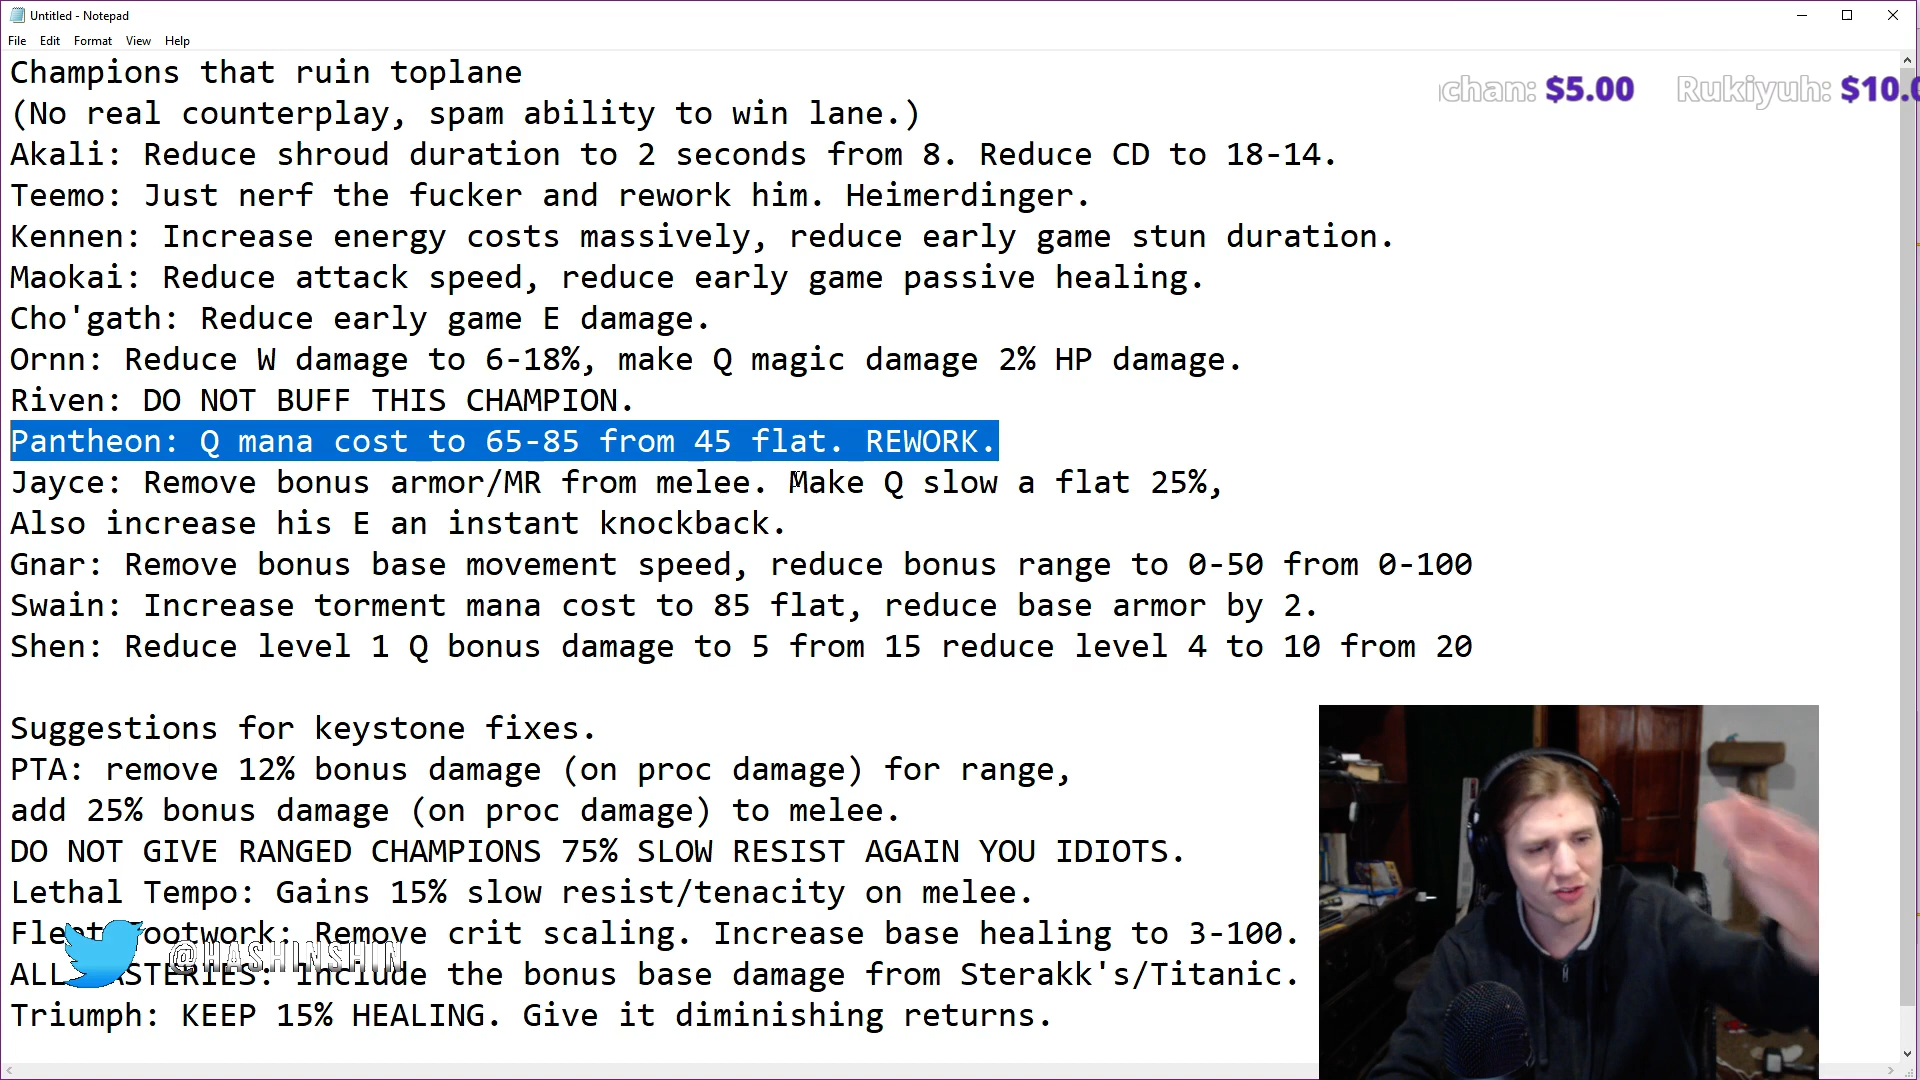 Untitled - Notepad
File Edit Format View Help
Champions that ruin toplane
(No real counterplay, spam ability to win lane.)
chan: $5.00 Rukiyuh: $10.0
Akali: Reduce shroud duration to 2 seconds from 8. Reduce CD to 18-14.
Teemo: Just nerf the fucker and rework him. Heimerdinger.
Kennen: Increase energy costs massively, reduce early game stun duration.
Maokai: Reduce attack speed, reduce early game passive healing.
Cho'gath: Reduce early game E damage.
Ornn: Reduce W damage to 6-18%, make Q magic damage 2% HP damage.
Riven: DO NOT BUFF THIS CHAMPION.
Pantheon: Q mana cost to 65-85 from 45 flat. REWORK.
Jayce: Remove bonus armor/MR from melee. Make Q slow a flat 25%,
Also increase his E an instant knockback.
Gnar: Remove bonus base movement speed, reduce bonus range to 0-50 from 0-100
Swain: Increase torment mana cost to 85 flat, reduce base armor by 2.
Shen: Reduce level 1 Q bonus damage to 5 from 15 reduce level 4 to 10 from 20
Suggestions for keystone fixes.
PTA: remove 12% bonus damage (on proc damage) for range,
add 25% bonus damage (on proc damage) to melee.
DO NOT GIVE RANGED CHAMPIONS 75% SLOW RESIST AGAIN YOU IDIOTS.
Lethal Tempo: Gains 15% slow resist/tenacity on melee.
Fleet Footwork: Remove crit scaling. Increase base healing to 3-100.
@HASHINSHIN
ALL MASTERIES: Include the bonus base damage from Sterakk's/Titanic.
Triumph: KEEP 15% HEALING. Give it diminishing returns.